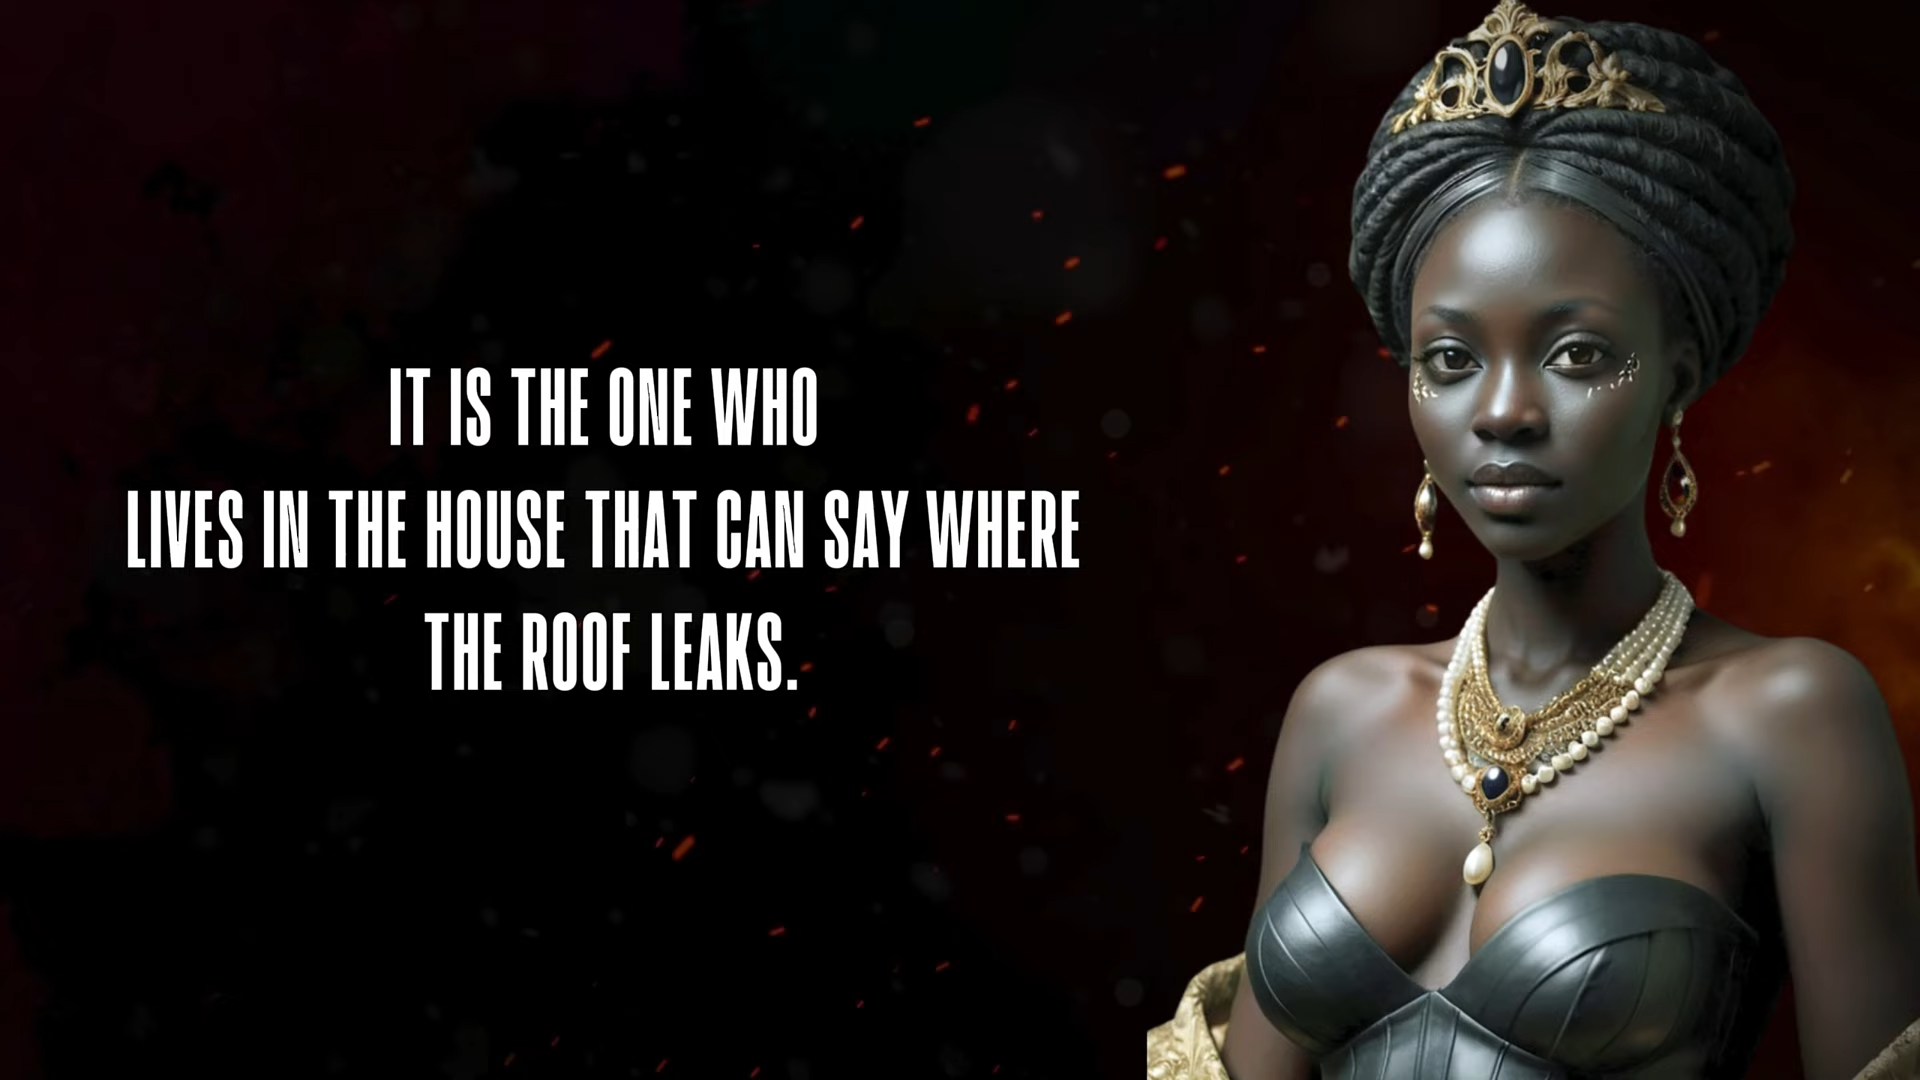 IT IS THE ONE WHO
LIVES IN THE HOUSE THAT CAN SAY WHERE
THE ROOF LEAKS.